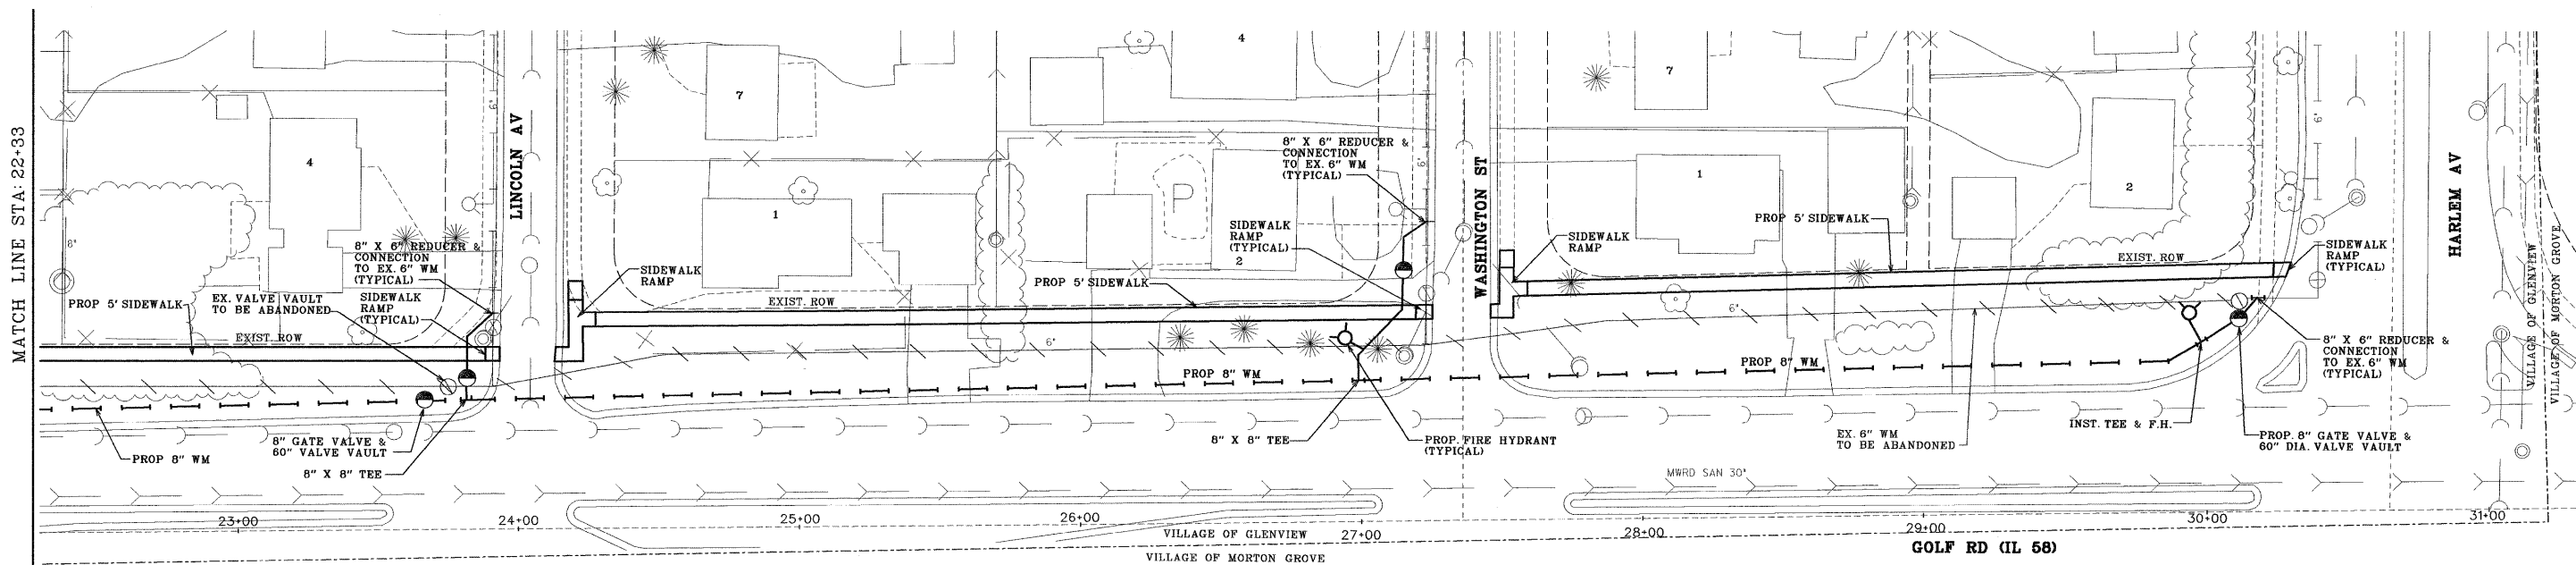 MATCH LINE STA: 22+33
4
8'
PROP 5' SIDEWALK
EX. VALVE VAULT
TO BE ABANDONED
8" X 6" REDUCER &
CONNECTION
TO EX. 6" WM
(TYPICAL)
SIDEWALK
RAMP
(TYPICAL)
EXIST. ROW
PROP 8" WM
8" GATE VALVE &
60" VALVE VAULT
8" X 8" TEE
6'
LINCOLN AV
SIDEWALK
RAMP
7
1
EXIST. ROW
4
P
2
PROP 5' SIDEWALK
6'
PROP 8" WM
8" X 6" REDUCER &
CONNECTION
TO EX. 6" WM
(TYPICAL)
SIDEWALK
RAMP
(TYPICAL)
6'
8" X 8" TEE
PROP. FIRE HYDRANT
(TYPICAL)
WASHINGTON ST
SIDEWALK
RAMP
7
1
PROP 5' SIDEWALK
2
EXIST. ROW
6"
PROP 8" WM
EX. 6" WM
TO BE ABANDONED
INST. TEE & F.H.
PROP. 8" GATE VALVE &
60" DIA. VALVE VAULT
6'
SIDEWALK
RAMP
(TYPICAL)
8" X 6" REDUCER &
CONNECTION
TO EX. 6" WM
(TYPICAL)
HARLEM AV
VILLAGE OF GLENVIEW
VILLAGE OF MORTON GROVE
MWRD SAN 30"
23+00
24+00
25+00
26+00
27+00
28+00
29+00
30+00
31+00
VILLAGE OF GLENVIEW
VILLAGE OF MORTON GROVE
GOLF RD (IL 58)